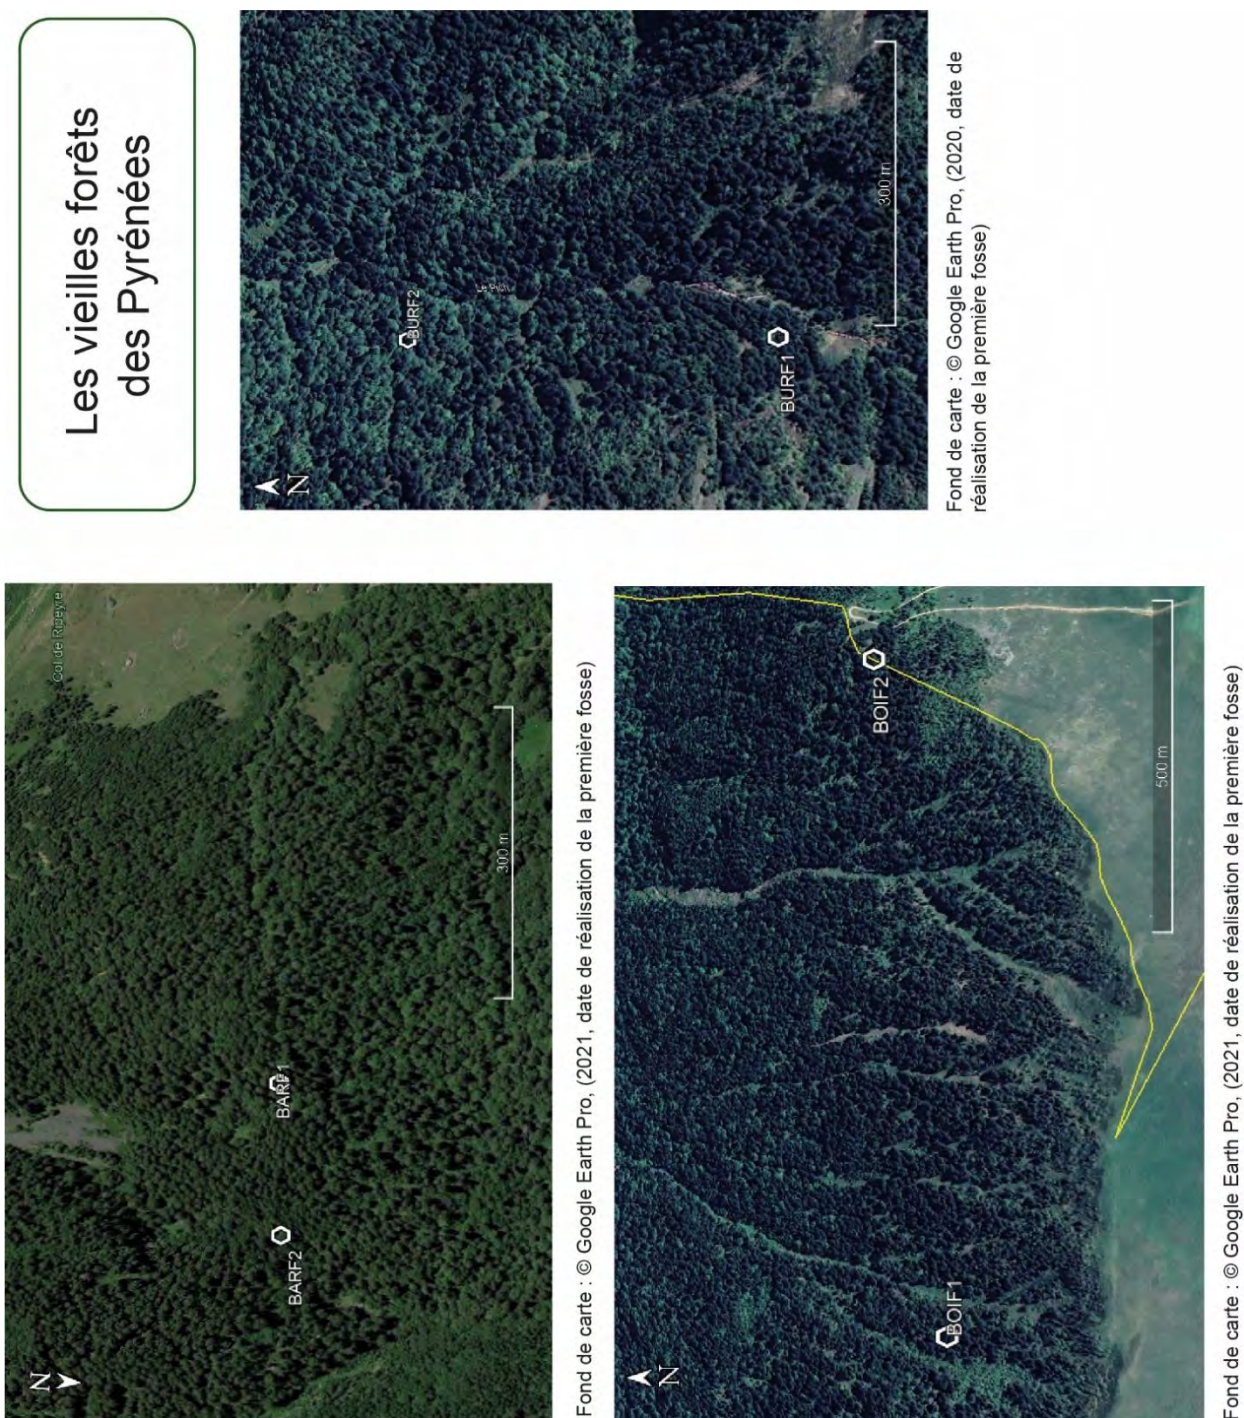 Les vieilles forêts
des Pyrénées
Col de Ripeyre
300 m
BARF1
BARF2
N
Fond de carte : © Google Earth Pro, (2021, date de réalisation de la première fosse)
BURF2
300 m
BURF1
N
Fond de carte : © Google Earth Pro, (2020, date de
réalisation de la première fosse)
BOIF2
500 m
BOIF1
N
Fond de carte : © Google Earth Pro, (2021, date de réalisation de la première fosse)